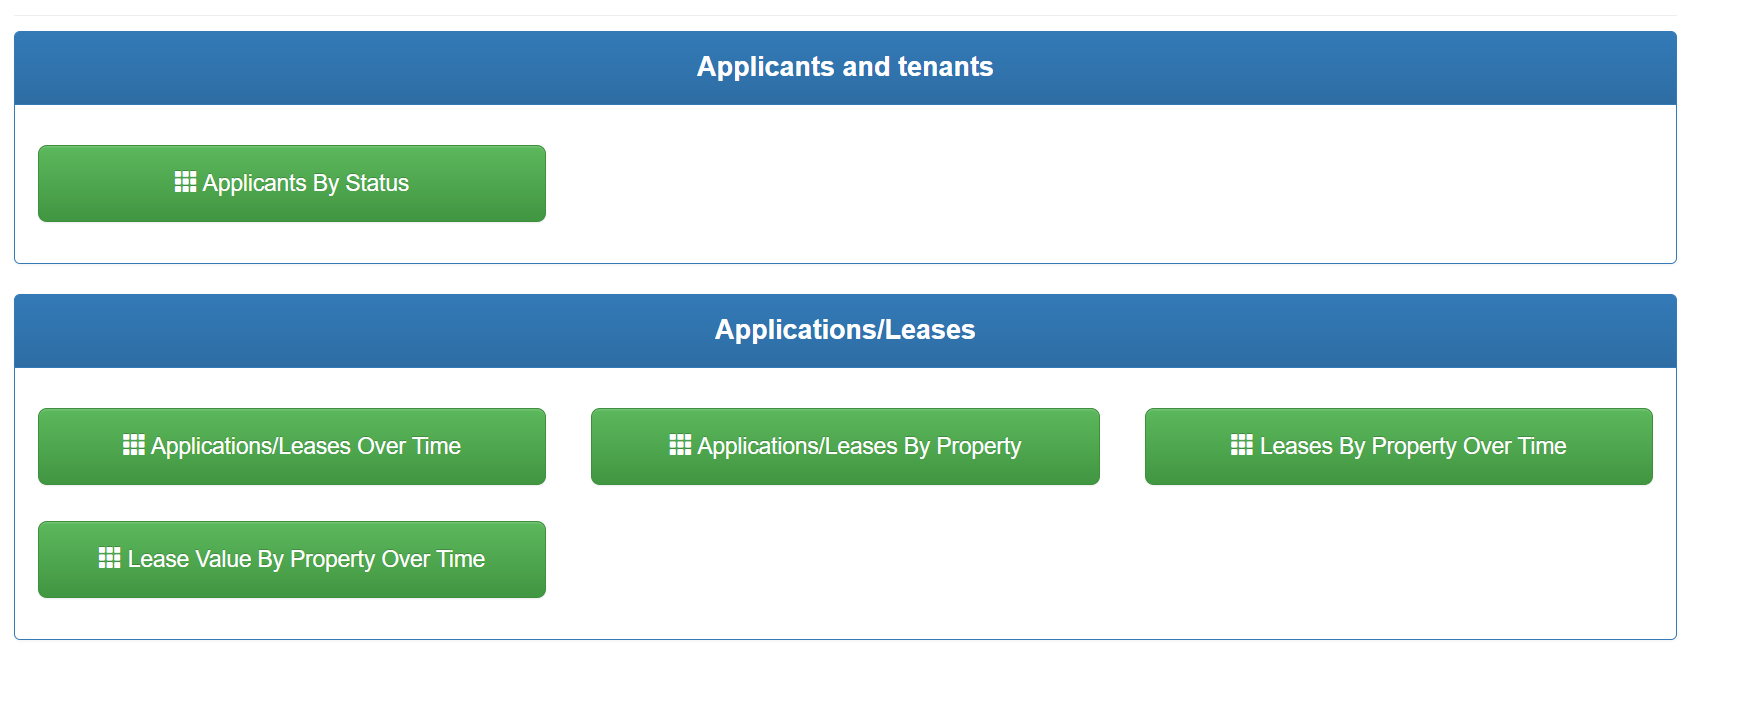 Applicants and tenants
Applicants By Status
Applications/Leases
Applications/Leases Over Time
Applications/Leases By Property
Leases By Property Over Time
Lease Value By Property Over Time